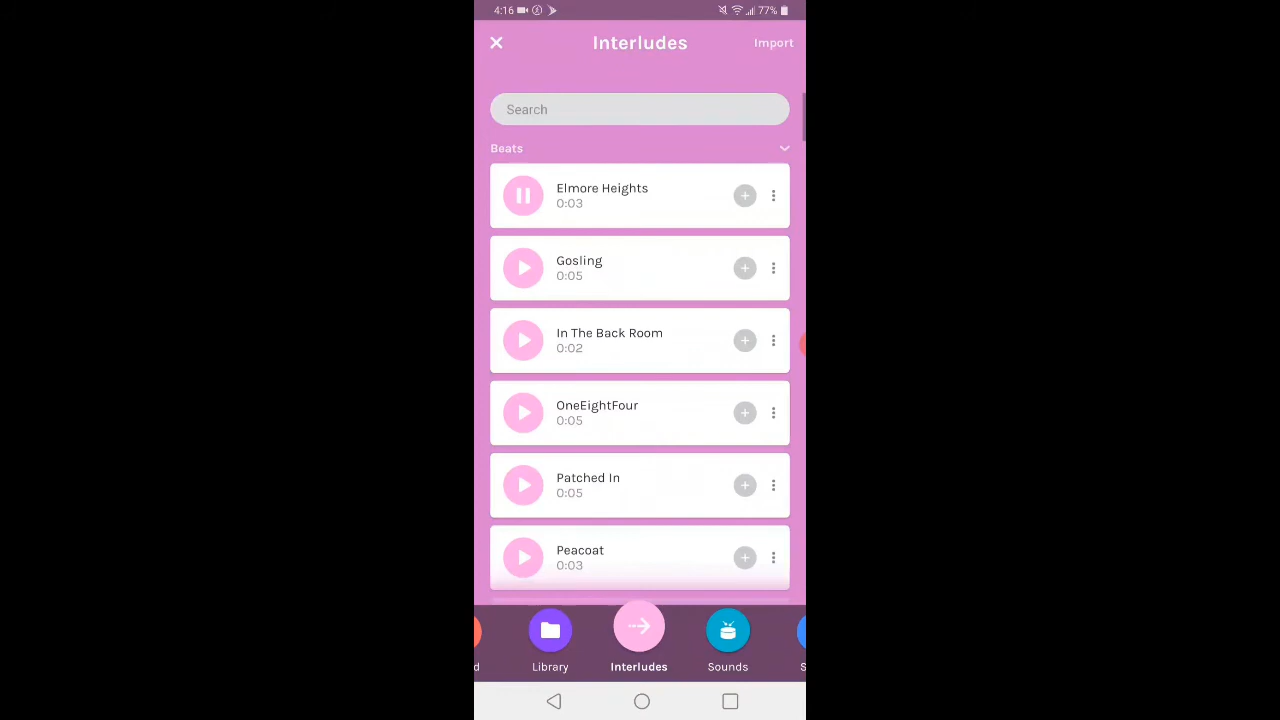 4:16 77%
Interludes Import
Search
Beats
Elmore Heights
0:03
Gosling
0:05
In The Back Room
0:02
OneEightFour
0:05
Patched In
0:05
Peacoat
0:03
d Library Interludes Sounds S